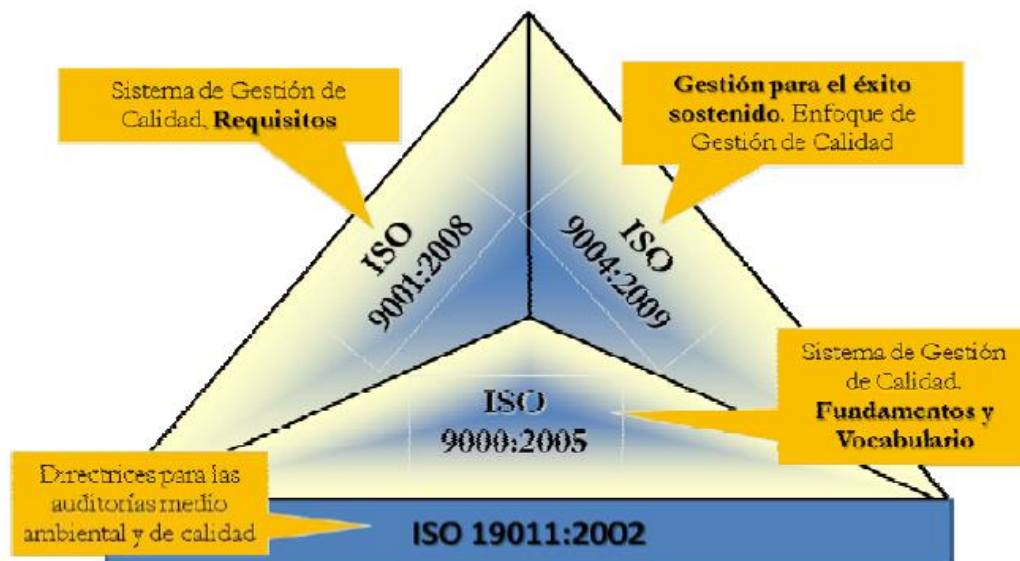 Sistema de Gestión de
Calidad, Requisitos
Gestión para el éxito
sostenido. Enfoque de
Gestión de Calidad
ISO
9001:2008
ISO
9004:2009
Sistema de Gestión
de Calidad.
Fundamentos y
Vocabulario
ISO
9000:2005
Directrices para las
auditorías medio
ambiental y de calidad
ISO 19011:2002